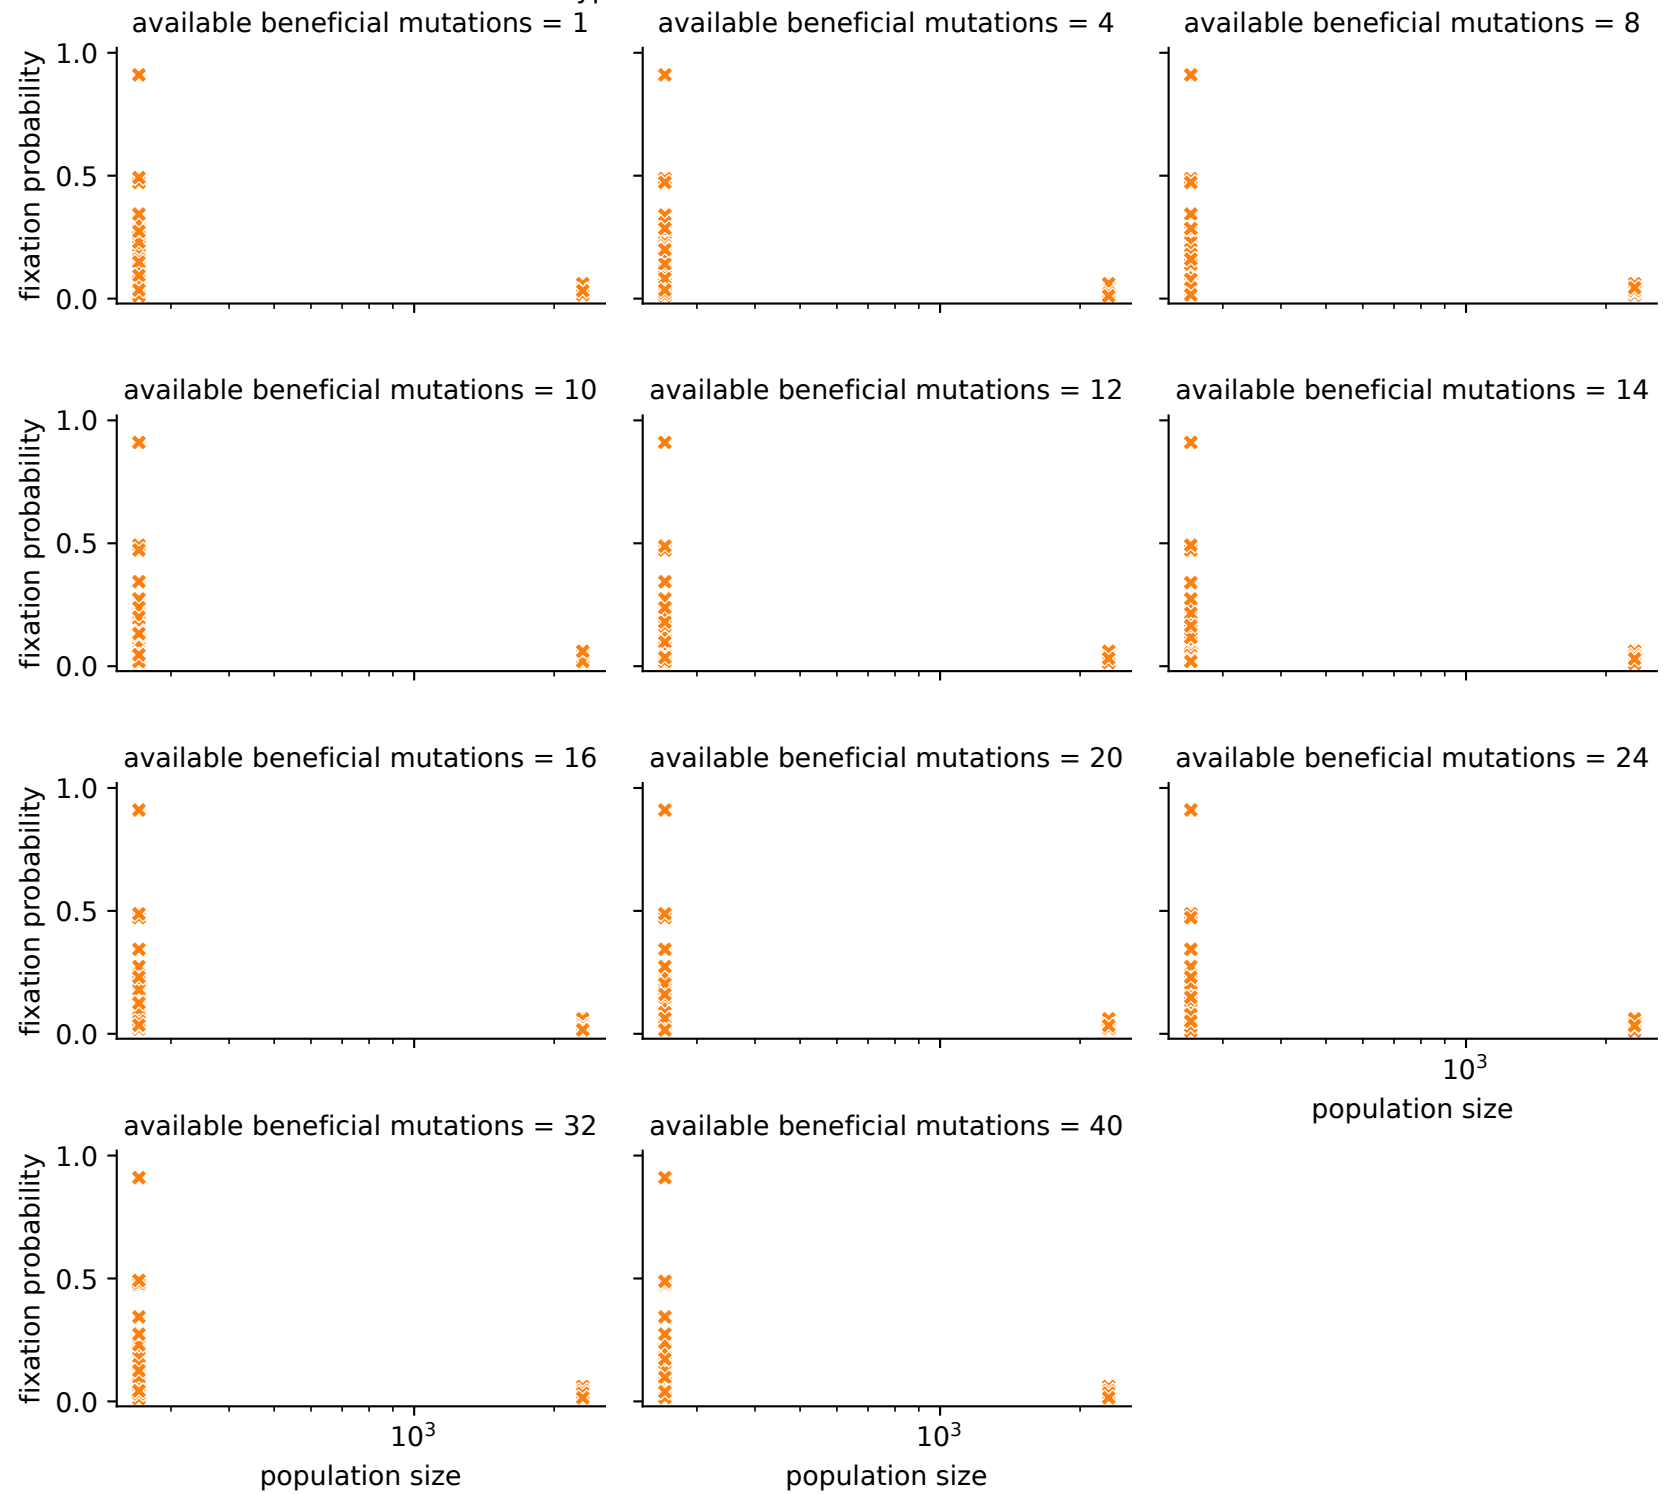 available beneficial mutations = 1
available beneficial mutations = 4
available beneficial mutations = 8
fixation probability
1.0
0.5
0.0
available beneficial mutations = 10
available beneficial mutations = 12
available beneficial mutations = 14
fixation probability
1.0
0.5
0.0
available beneficial mutations = 16
available beneficial mutations = 20
available beneficial mutations = 24
fixation probability
1.0
0.5
0.0
10³
population size
available beneficial mutations = 32
available beneficial mutations = 40
fixation probability
1.0
0.5
0.0
10³
10³
population size
population size